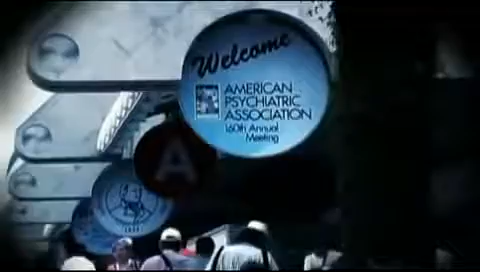 Welcome
AMERICAN
PSYCHIATRIC
ASSOCIATION
160th Annual
Meeting
A